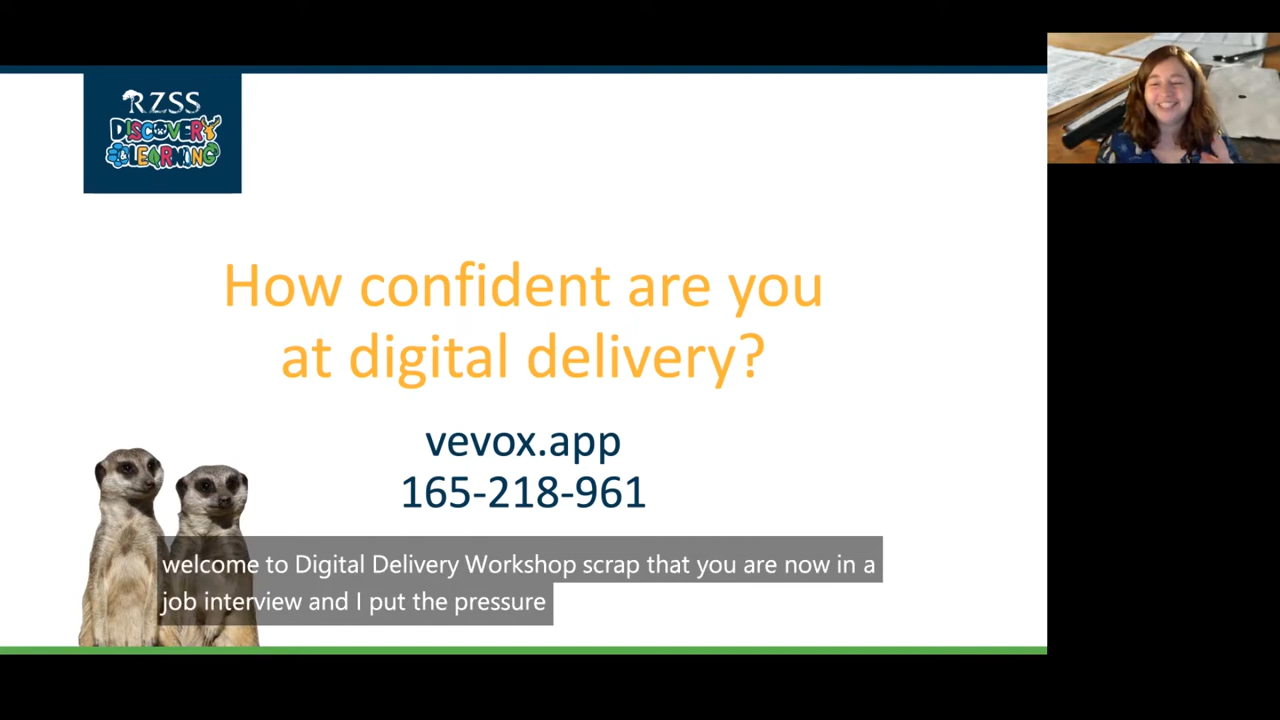 RZSS
DISCOVERY
& LEARNING
How confident are you
at digital delivery?
vevox.app
165-218-961
welcome to Digital Delivery Workshop scrap that you are now in a
job interview and I put the pressure